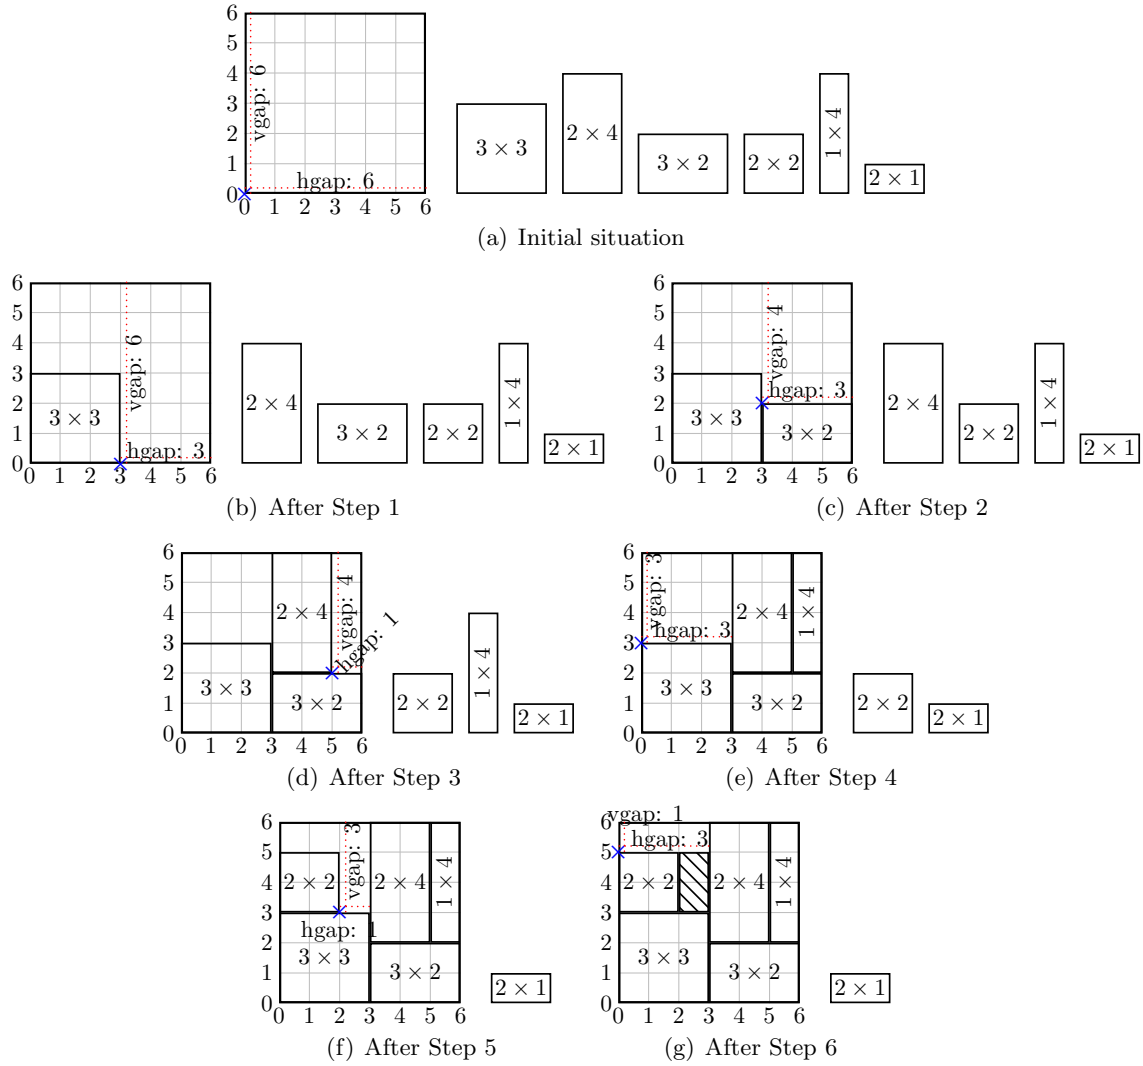 6
5
4
3
2
1
0
0 1 2 3 4 5 6
vgap: 6
hgap: 6
3 × 3
2 × 4
3 × 2
2 × 2
1 × 4
2 × 1
(a) Initial situation
6
5
4
3
2
1
0
0 1 2 3 4 5 6
3 × 3
vgap: 6
hgap: 3
2 × 4
3 × 2
2 × 2
1 × 4
2 × 1
(b) After Step 1
6
5
4
3
2
1
0
0 1 2 3 4 5 6
3 × 3
vgap: 4
hgap: 3
3 × 2
2 × 4
2 × 2
1 × 4
2 × 1
(c) After Step 2
6
5
4
3
2
1
0
0 1 2 3 4 5 6
3 × 3
2 × 4
vgap: 4
hgap: 1
3 × 2
2 × 2
1 × 4
2 × 1
(d) After Step 3
6
5
4
3
2
1
0
0 1 2 3 4 5 6
vgap: 3
hgap: 3
3 × 3
2 × 4
1 × 4
3 × 2
2 × 2
2 × 1
(e) After Step 4
6
5
4
3
2
1
0
0 1 2 3 4 5 6
2 × 2
vgap: 3
hgap: 1
3 × 3
2 × 4
1 × 4
3 × 2
2 × 1
(f) After Step 5
6
5
4
3
2
1
0
0 1 2 3 4 5 6
vgap: 1
hgap: 3
2 × 2
3 × 3
2 × 4
1 × 4
3 × 2
2 × 1
(g) After Step 6